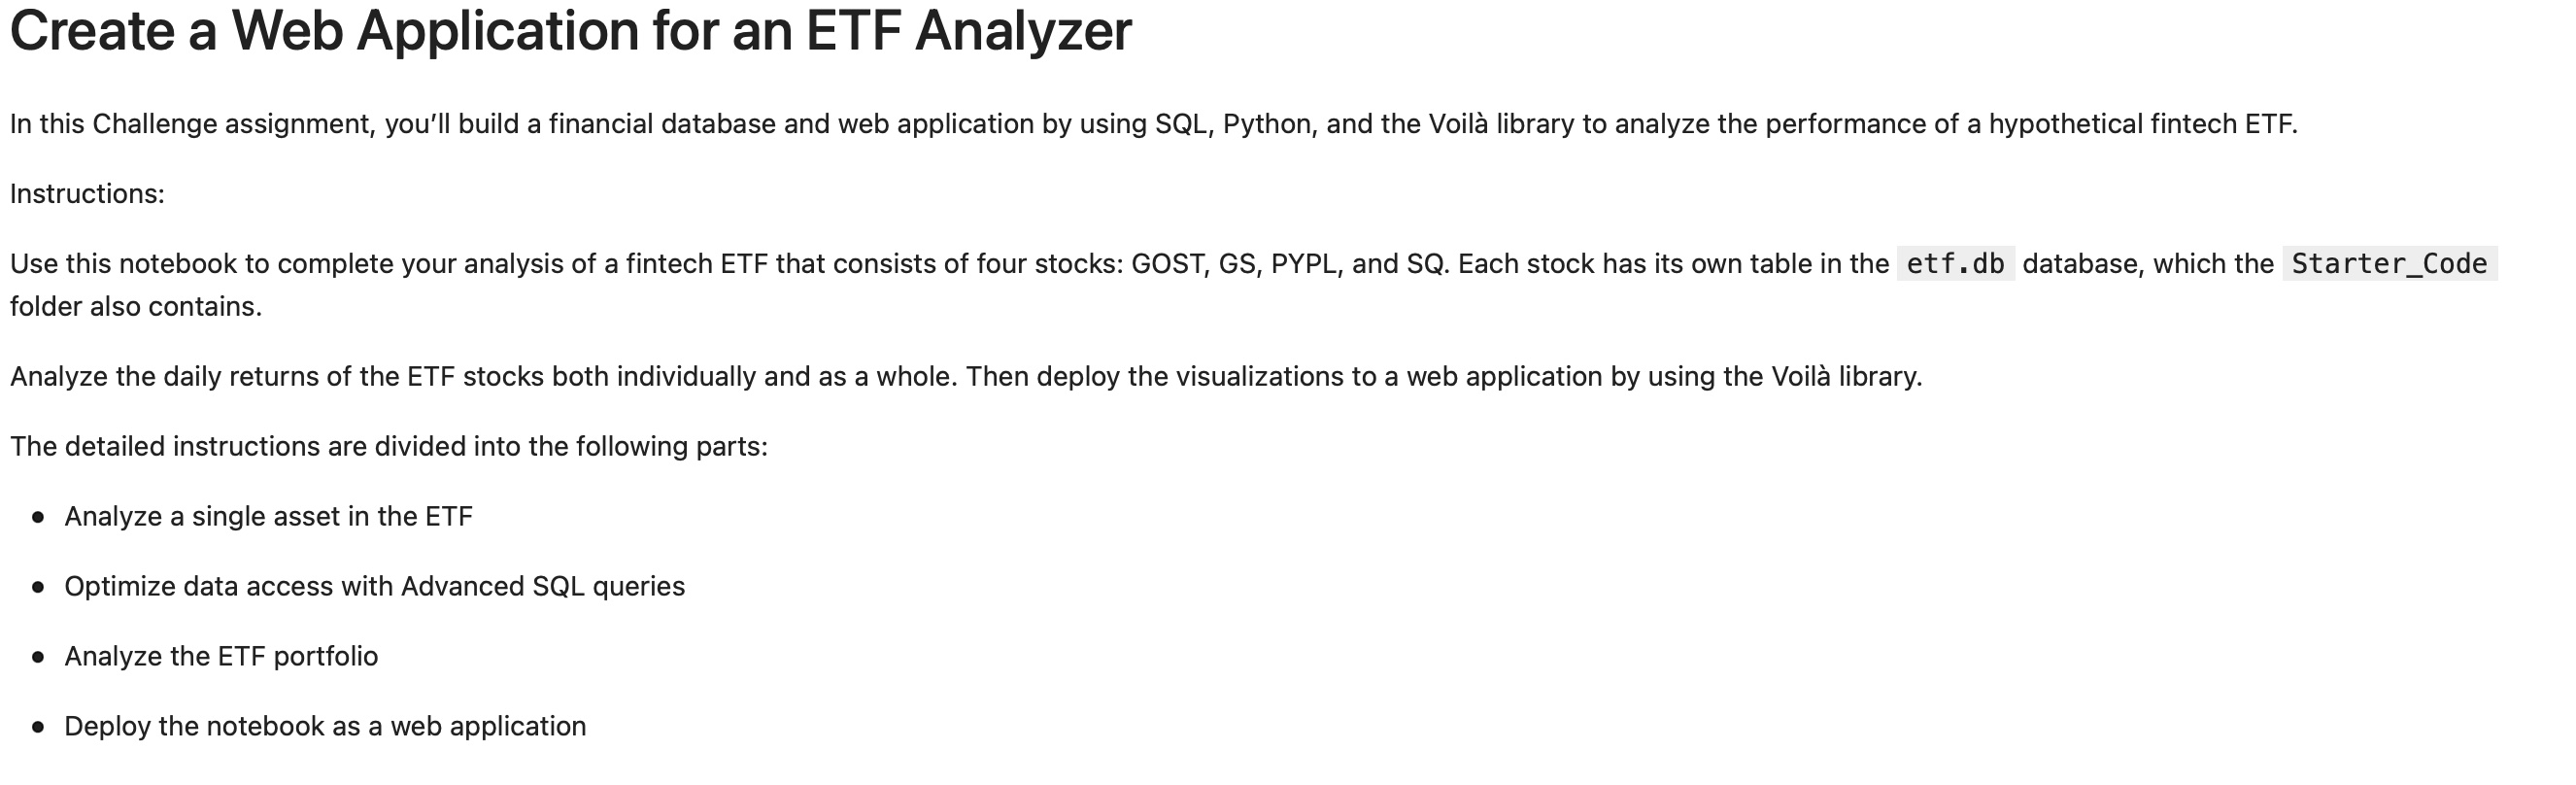 Create a Web Application for an ETF Analyzer
In this Challenge assignment, you’ll build a financial database and web application by using SQL, Python, and the Voilà library to analyze the performance of a hypothetical fintech ETF.
Instructions:
Use this notebook to complete your analysis of a fintech ETF that consists of four stocks: GOST, GS, PYPL, and SQ. Each stock has its own table in the etf.db database, which the Starter_Code
folder also contains.
Analyze the daily returns of the ETF stocks both individually and as a whole. Then deploy the visualizations to a web application by using the Voilà library.
The detailed instructions are divided into the following parts:
• Analyze a single asset in the ETF
• Optimize data access with Advanced SQL queries
• Analyze the ETF portfolio
• Deploy the notebook as a web application